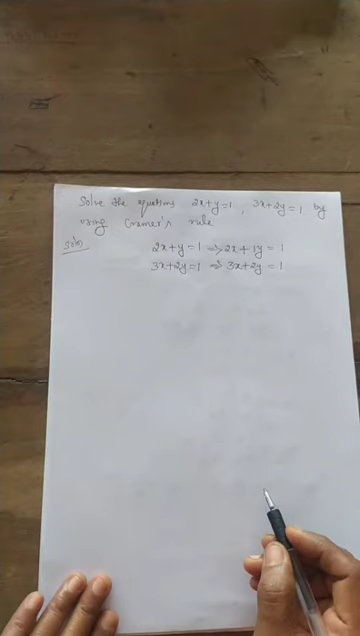 Solve the equations 2x+y=1, 3x+2y=1 by
using Cramer's rule
Sol:
2x+y=1 ⇒ 2x+1y=1
3x+2y=1 ⇒ 3x+2y=1